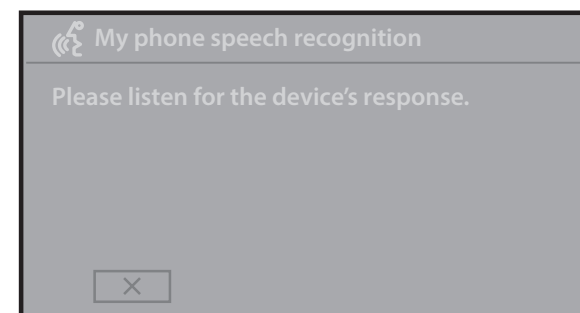 My phone speech recognition
Please listen for the device's response.